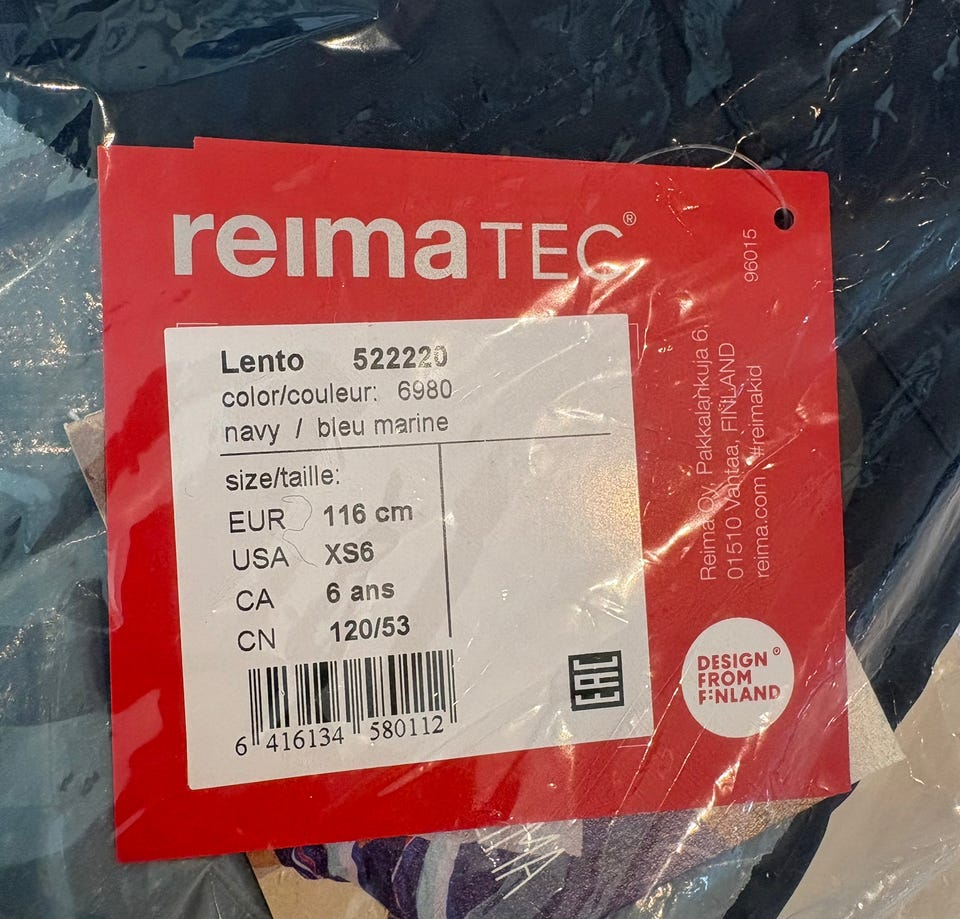 reimaTEC®
Lento 522220
color/couleur: 6980
navy / bleu marine
size/taille:
EUR 116 cm
USA XS6
CA 6 ans
CN 120/53
6 416134 580112
EAC
96015
Reima Oy, Pakkalankuja 6,
01510 Vantaa, FINLAND
reima.com #reimakid
DESIGN
FROM
FINLAND